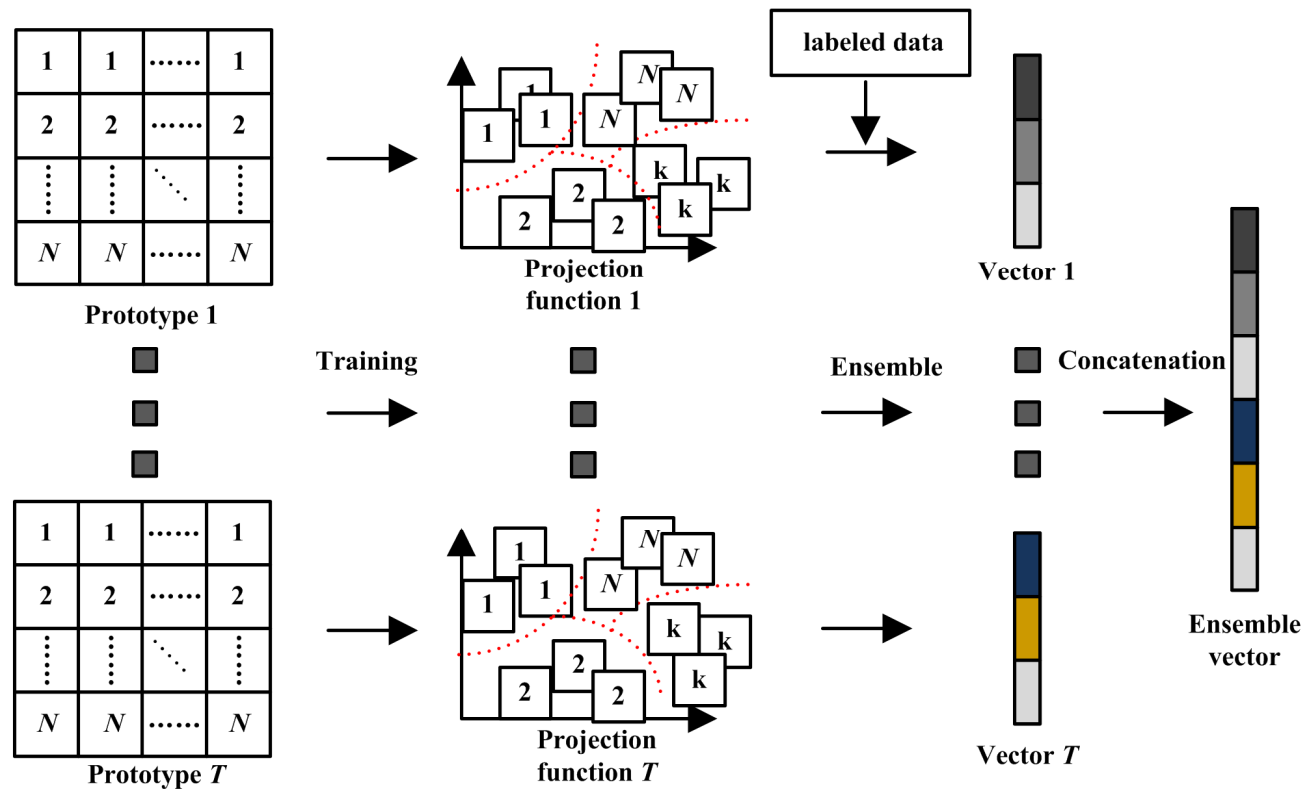 1 1 ...... 1
2 2 ...... 2
N N ...... N
Prototype 1
1 1 1
N N N
2 2 2
k k k
Projection
function 1
labeled data
Vector 1
Training
Ensemble
Concatenation
1 1 ...... 1
2 2 ...... 2
N N ...... N
Prototype T
1 1 1
N N N
2 2 2
k k k
Projection
function T
Vector T
Ensemble
vector